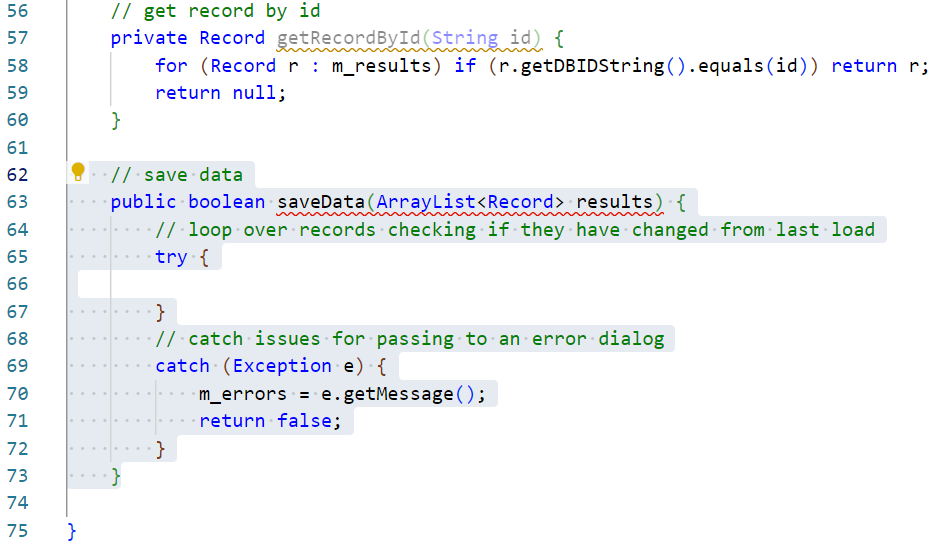 56 // get record by id
57 private Record getRecordById(String id) {
58 for (Record r : m_results) if (r.getDBIDString().equals(id)) return r;
59 return null;
60 }
61
62 // save data
63 public boolean saveData(ArrayList<Record> results) {
64 // loop over records checking if they have changed from last load
65 try {
66
67 }
68 // catch issues for passing to an error dialog
69 catch (Exception e) {
70 m_errors = e.getMessage();
71 return false;
72 }
73 }
74
75 }